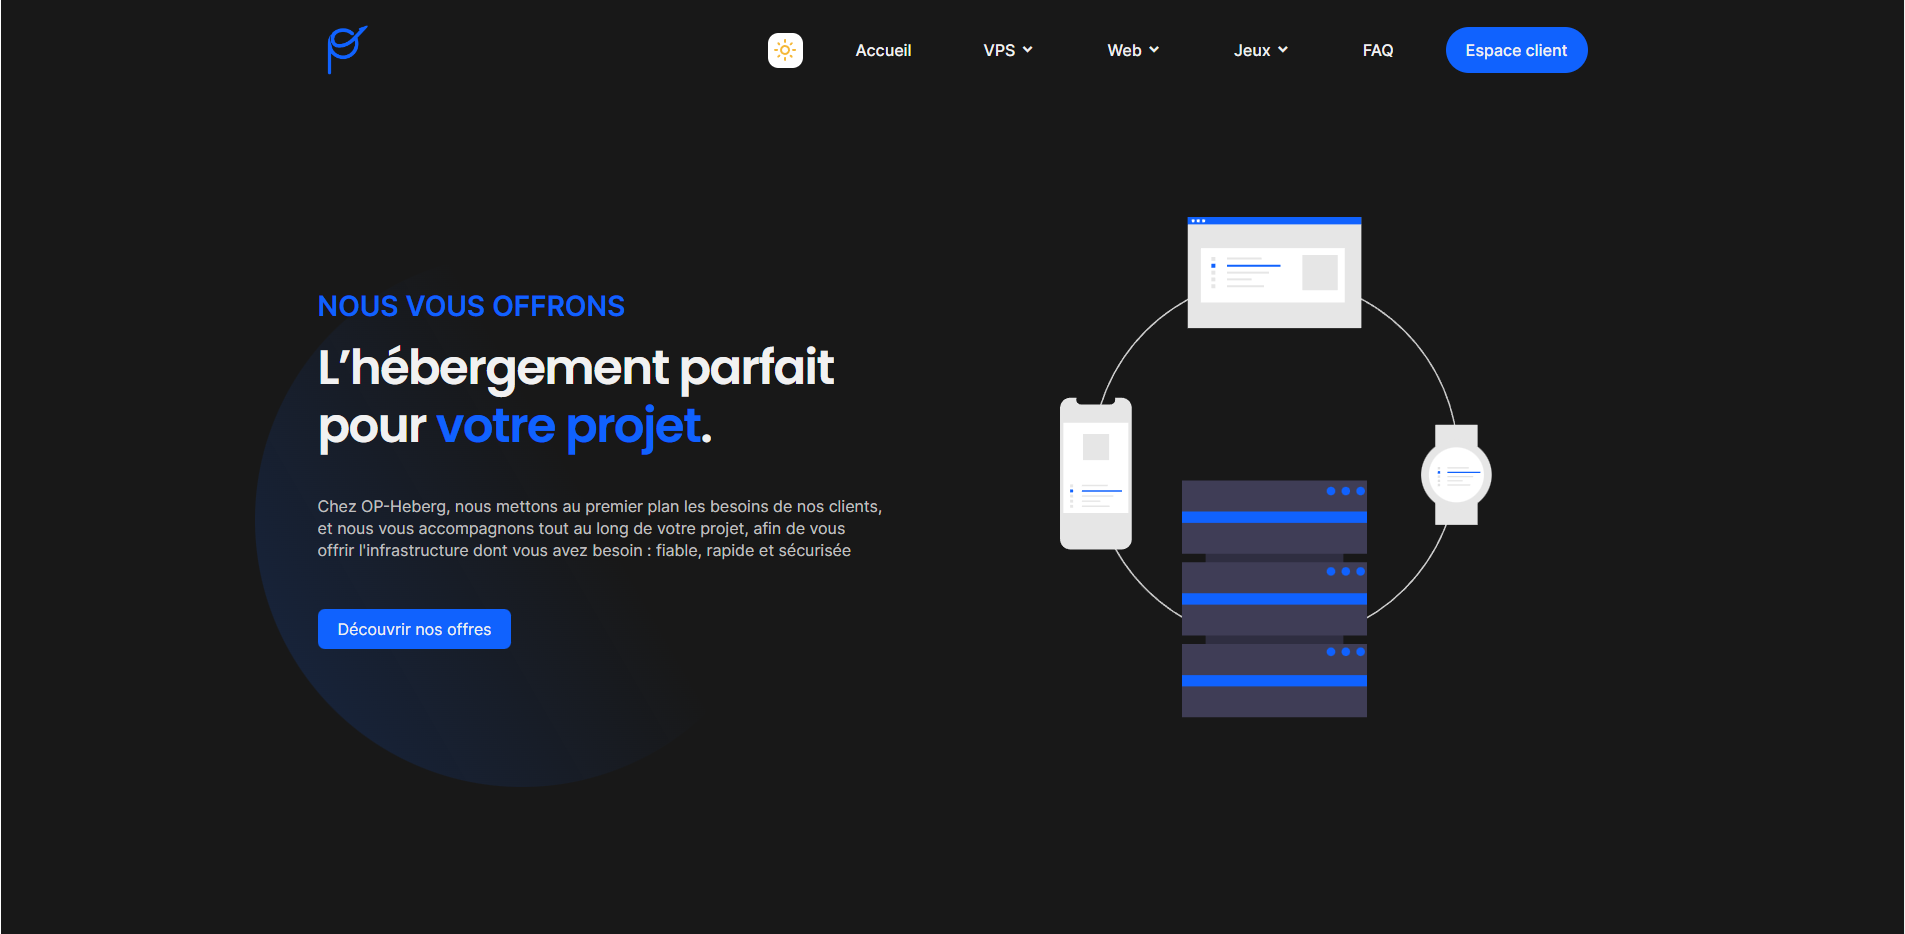 Accueil
VPS
Web
Jeux
FAQ
Espace client
NOUS VOUS OFFRONS
L’hébergement parfait
pour votre projet.
Chez OP-Heberg, nous mettons au premier plan les besoins de nos clients,
et nous vous accompagnons tout au long de votre projet, afin de vous
offrir l'infrastructure dont vous avez besoin : fiable, rapide et sécurisée
Découvrir nos offres